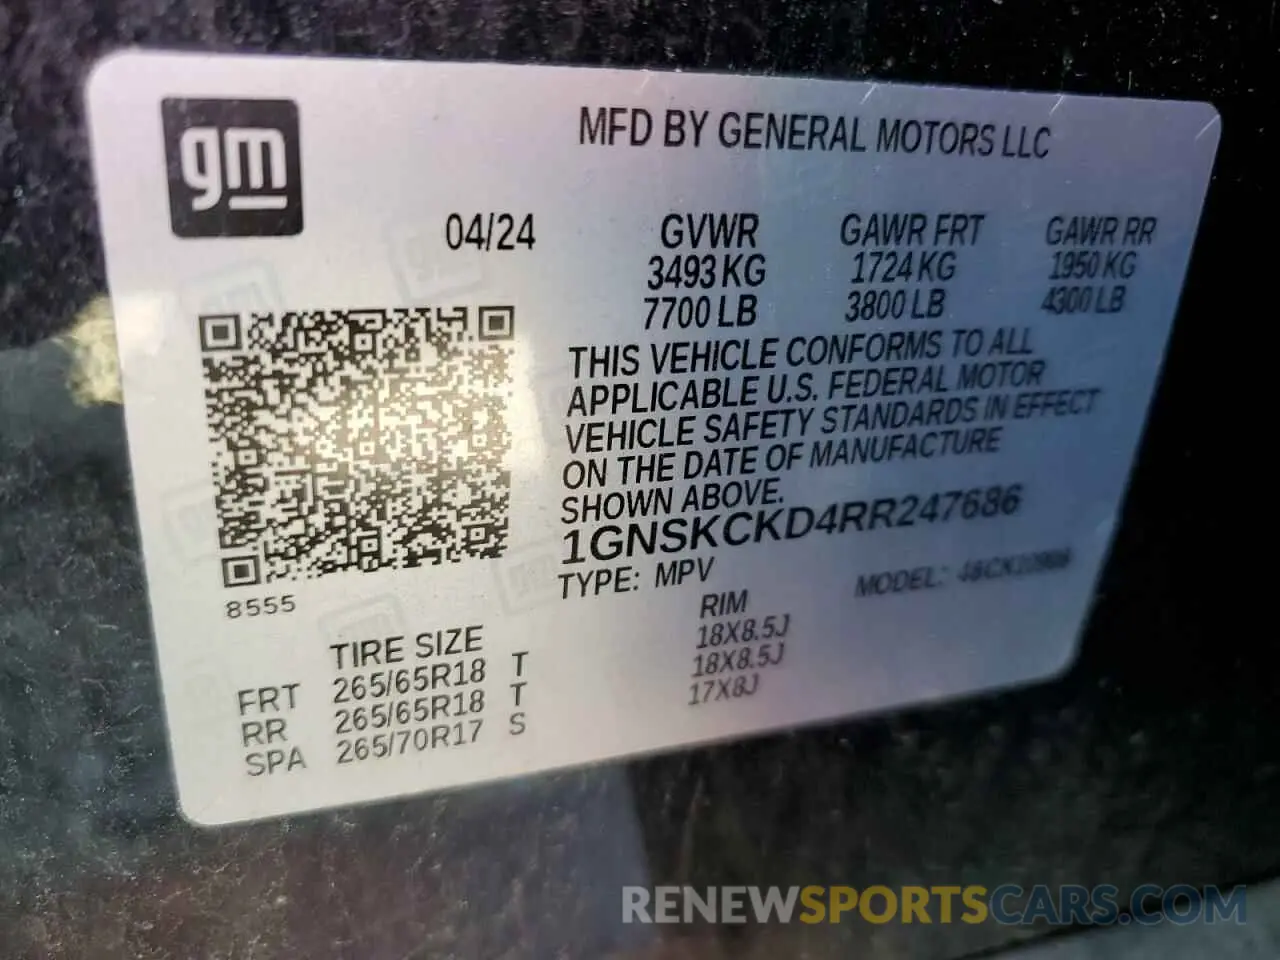 gm
MFD BY GENERAL MOTORS LLC
04/24
GVWR GAWR FRT GAWR RR
3493 KG 1724 KG 1950 KG
7700 LB 3800 LB 4300 LB
THIS VEHICLE CONFORMS TO ALL
APPLICABLE U.S. FEDERAL MOTOR
VEHICLE SAFETY STANDARDS IN EFFECT
ON THE DATE OF MANUFACTURE
SHOWN ABOVE.
1GNSKCKD4RR247686
TYPE: MPV MODEL:
8555
TIRE SIZE RIM
FRT 265/65R18 T 18X8.5J
RR 265/65R18 T 18X8.5J
SPA 265/70R17 S 17X8J
RENEWSPORTSCARS.COM